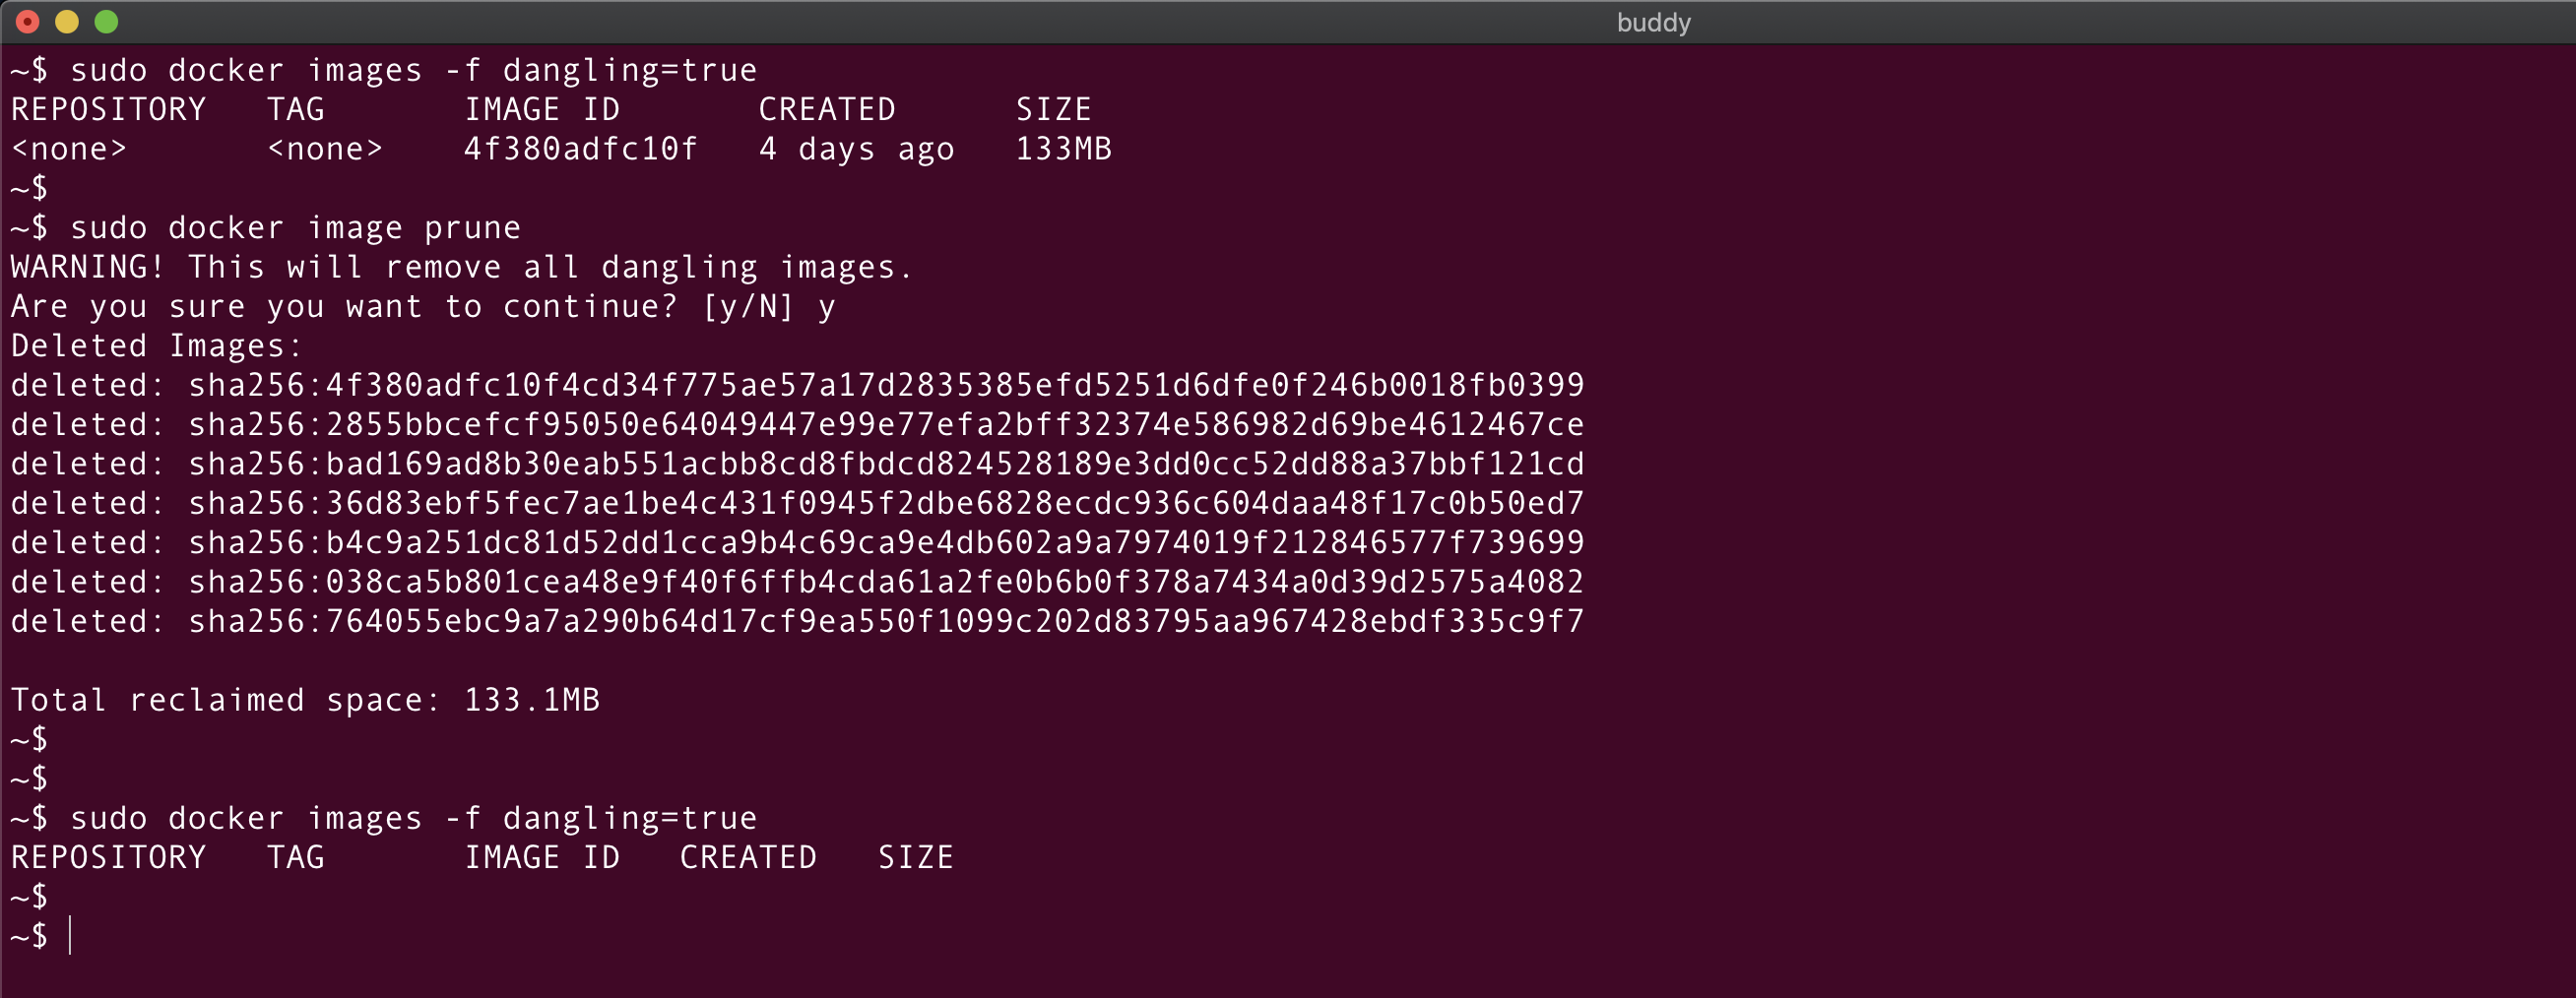 buddy
~$ sudo docker images -f dangling=true
REPOSITORY   TAG       IMAGE ID       CREATED      SIZE
<none>       <none>    4f380adfc10f   4 days ago   133MB
~$
~$ sudo docker image prune
WARNING! This will remove all dangling images.
Are you sure you want to continue? [y/N] y
Deleted Images:
deleted: sha256:4f380adfc10f4cd34f775ae57a17d2835385efd5251d6dfe0f246b0018fb0399
deleted: sha256:2855bbcefcf95050e64049447e99e77efa2bff32374e586982d69be4612467ce
deleted: sha256:bad169ad8b30eab551acbb8cd8fbdcd824528189e3dd0cc52dd88a37bbf121cd
deleted: sha256:36d83ebf5fec7ae1be4c431f0945f2dbe6828ecdc936c604daa48f17c0b50ed7
deleted: sha256:b4c9a251dc81d52dd1cca9b4c69ca9e4db602a9a7974019f212846577f739699
deleted: sha256:038ca5b801cea48e9f40f6ffb4cda61a2fe0b6b0f378a7434a0d39d2575a4082
deleted: sha256:764055ebc9a7a290b64d17cf9ea550f1099c202d83795aa967428ebdf335c9f7
Total reclaimed space: 133.1MB
~$
~$
~$ sudo docker images -f dangling=true
REPOSITORY   TAG       IMAGE ID   CREATED   SIZE
~$
~$